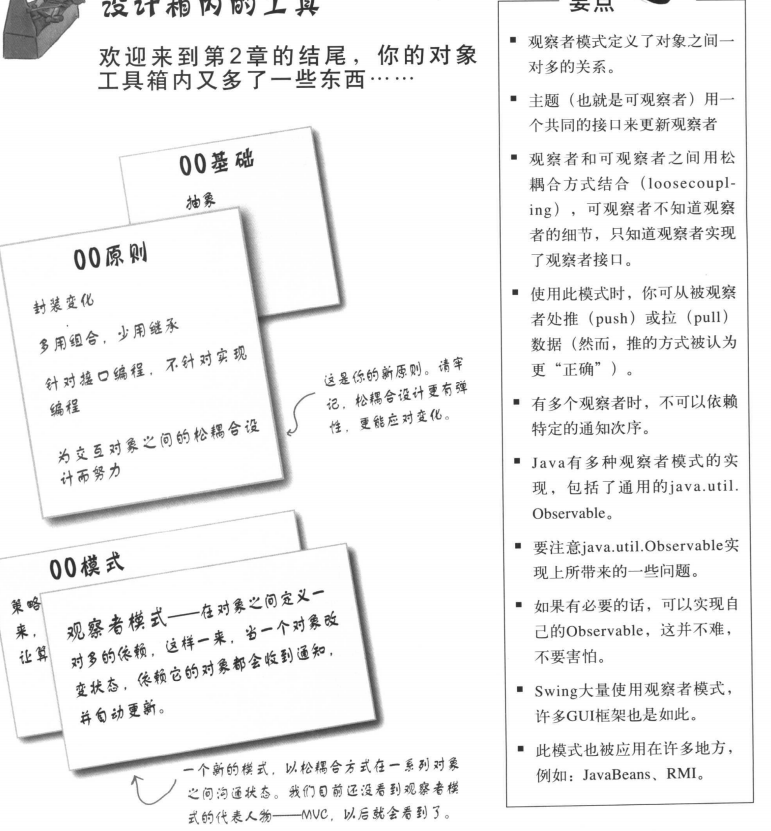 设计箱内的工具
欢迎来到第2章的结尾，你的对象
工具箱内又多了一些东西……
OO基础
抽象
OO原则
封装变化
多用组合，少用继承
针对接口编程，不针对实现
编程
为交互对象之间的松耦合设
计而努力
这是你的新原则。请牢
记，松耦合设计更有弹
性，更能应对变化。
OO模式
策略
来，
让算
观察者模式——在对象之间定义一
对多的依赖，这样一来，当一个对象改
变状态，依赖它的对象都会收到通知，
并自动更新。
一个新的模式，以松耦合方式在一系列对象
之间沟通状态。我们目前还没看到观察者模
式的代表人物——MVC，以后就会看到了。
要点
■ 观察者模式定义了对象之间一
对多的关系。
■ 主题（也就是可观察者）用一
个共同的接口来更新观察者
■ 观察者和可观察者之间用松
耦合方式结合（loosecoupl-
ing），可观察者不知道观察
者的细节，只知道观察者实现
了观察者接口。
■ 使用此模式时，你可从被观察
者处推（push）或拉（pull）
数据（然而，推的方式被认为
更“正确”）。
■ 有多个观察者时，不可以依赖
特定的通知次序。
■ Java有多种观察者模式的实
现，包括了通用的java.util.
Observable。
■ 要注意java.util.Observable实
现上所带来的一些问题。
■ 如果有必要的话，可以实现自
己的Observable，这并不难，
不要害怕。
■ Swing大量使用观察者模式，
许多GUI框架也是如此。
■ 此模式也被应用在许多地方，
例如：JavaBeans、RMI。